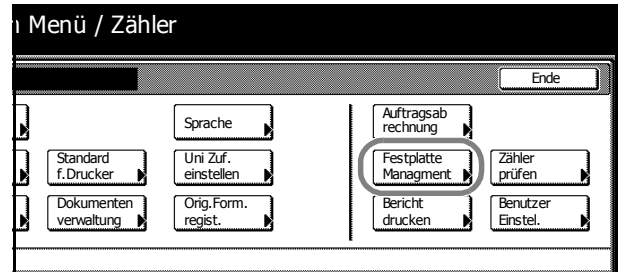 n Menü / Zähler
Ende
Auftragsab
rechnung
Sprache
Standard
f.Drucker
Uni Zuf.
einstellen
Festplatte
Managment
Zähler
prüfen
Dokumenten
verwaltung
Orig.Form.
regist.
Bericht
drucken
Benutzer
Einstel.